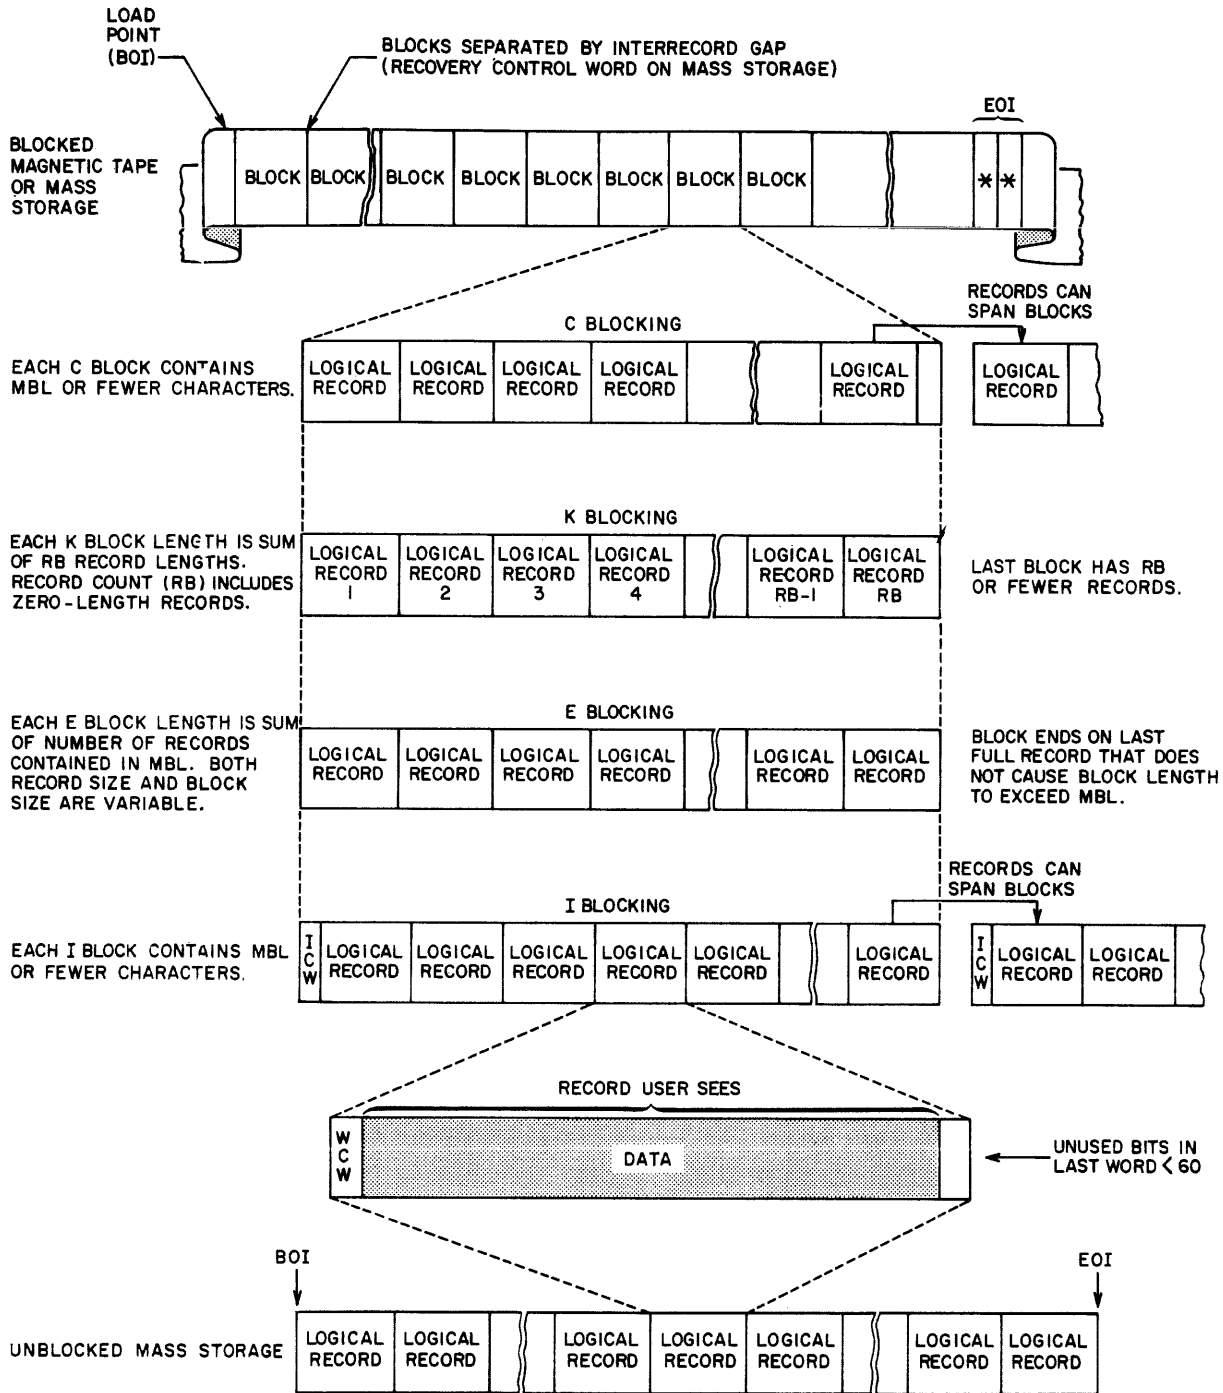 LOAD
POINT
(BOI)
BLOCKS SEPARATED BY INTERRECORD GAP
(RECOVERY CONTROL WORD ON MASS STORAGE)
EOI
BLOCKED
MAGNETIC TAPE
OR MASS
STORAGE
BLOCK BLOCK BLOCK BLOCK BLOCK BLOCK BLOCK BLOCK * *
RECORDS CAN
SPAN BLOCKS
C BLOCKING
EACH C BLOCK CONTAINS
MBL OR FEWER CHARACTERS.
LOGICAL LOGICAL LOGICAL LOGICAL LOGICAL LOGICAL
RECORD RECORD RECORD RECORD RECORD RECORD
K BLOCKING
EACH K BLOCK LENGTH IS SUM
OF RB RECORD LENGTHS.
RECORD COUNT (RB) INCLUDES
ZERO-LENGTH RECORDS.
LOGICAL LOGICAL LOGICAL LOGICAL LOGICAL LOGICAL
RECORD RECORD RECORD RECORD RECORD RECORD
1 2 3 4 RB-1 RB
LAST BLOCK HAS RB
OR FEWER RECORDS.
E BLOCKING
EACH E BLOCK LENGTH IS SUM
OF NUMBER OF RECORDS
CONTAINED IN MBL. BOTH
RECORD SIZE AND BLOCK
SIZE ARE VARIABLE.
LOGICAL LOGICAL LOGICAL LOGICAL LOGICAL LOGICAL
RECORD RECORD RECORD RECORD RECORD RECORD
BLOCK ENDS ON LAST
FULL RECORD THAT DOES
NOT CAUSE BLOCK LENGTH
TO EXCEED MBL.
RECORDS CAN
SPAN BLOCKS
I BLOCKING
EACH I BLOCK CONTAINS MBL
OR FEWER CHARACTERS.
ICW
LOGICAL LOGICAL LOGICAL LOGICAL LOGICAL LOGICAL
RECORD RECORD RECORD RECORD RECORD RECORD
ICW
LOGICAL LOGICAL
RECORD RECORD
RECORD USER SEES
WCW
DATA
UNUSED BITS IN
LAST WORD < 60
BOI
EOI
UNBLOCKED MASS STORAGE
LOGICAL LOGICAL LOGICAL LOGICAL LOGICAL LOGICAL LOGICAL
RECORD RECORD RECORD RECORD RECORD RECORD RECORD